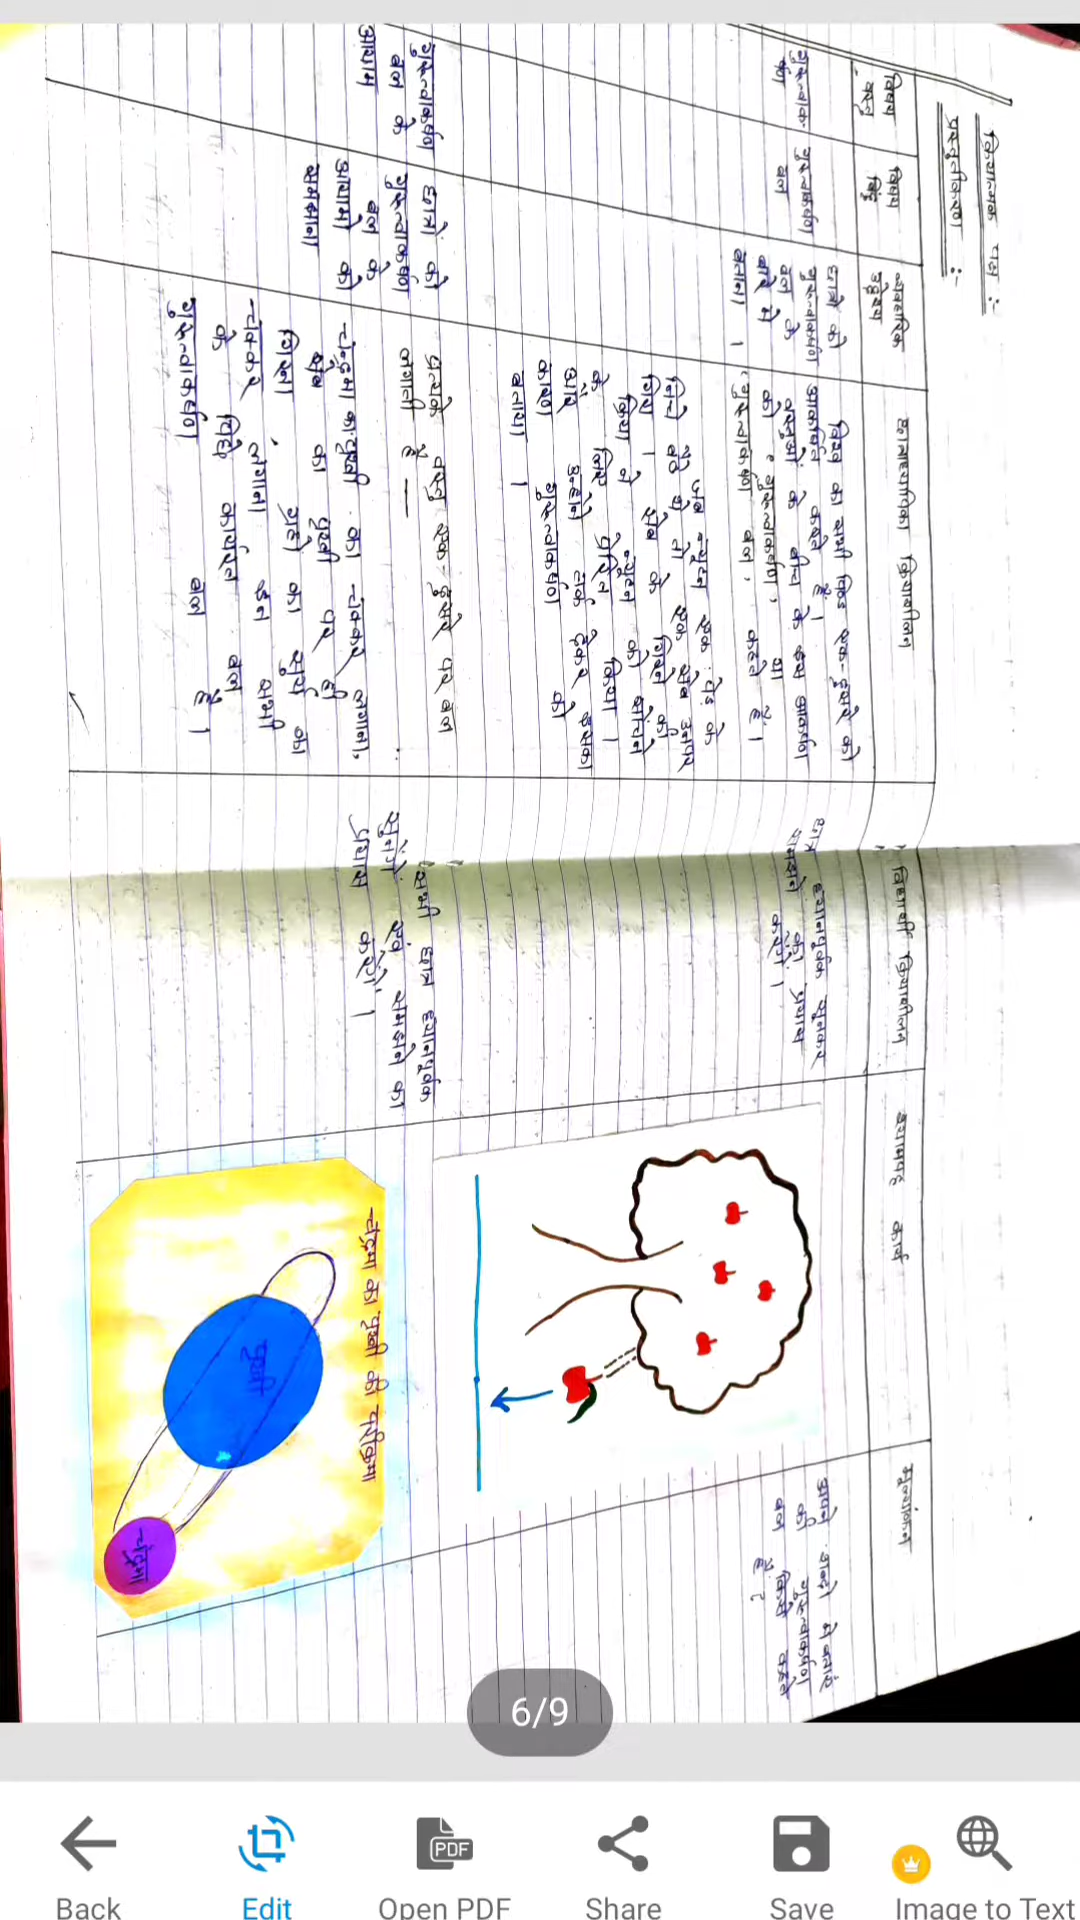 क्रियात्मक पक्ष :-
प्रस्तुतीकरण :-
विषय वस्तु
विषय बिंदु
व्यवहारिक उद्देश्य
छात्राध्यापिका क्रियाशीलन
विद्यार्थी क्रियाशीलन
श्यामपट्ट कार्य
मूल्यांकन
गुरुत्वाकर्षण
गुरुत्वाकर्षण
बल
छात्रों को
गुरुत्वाकर्षण
बल के
बारे में
बताना ।
विश्व का सभी पिंड एक-दूसरे को
आकर्षित करते हैं।
वस्तुओं के बीच के इस आकर्षण
को 'गुरुत्वाकर्षण' या
'गुरुत्वाकर्षण बल' कहते हैं।
जब न्यूटन एक पेड़ के
नीचे बैठे थे तो एक सेब उनपर
गिरा । सेब के गिरने की
क्रिया ने न्यूटन को सोचने
के लिए प्रेरित किया ।
और उन्होंने तर्क देकर इसका
कारण गुरुत्वाकर्षण को
बताया ।
छात्र ध्यानपूर्वक सुनकर
समझने का प्रयास
करेंगे ।
अपने शब्दों में बताएं
की गुरुत्वाकर्षण
बल किसे कहते
हैं ?
गुरुत्वाकर्षण
बल के
आयाम
छात्रों को
गुरुत्वाकर्षण
बल के
आयामों को
समझाना
प्रत्येक वस्तु एक-दूसरे पर बल
लगाती है —
चन्द्रमा का पृथ्वी का चक्कर लगाना,
सेब का पृथ्वी पर ही
गिरना ग्रहों का सूर्य का
चक्कर लगाना इन सभी
के पीछे कार्यरत बल
गुरुत्वाकर्षण बल है ।
सभी छात्र ध्यानपूर्वक
सुनेंगे एवं समझने का
प्रयास करेंगे ।
चंद्रमा का पृथ्वी की परिक्रमा
पृथ्वी
चंद्रमा
6/9
Back
Edit
PDF
Open PDF
Share
Save
Image to Text